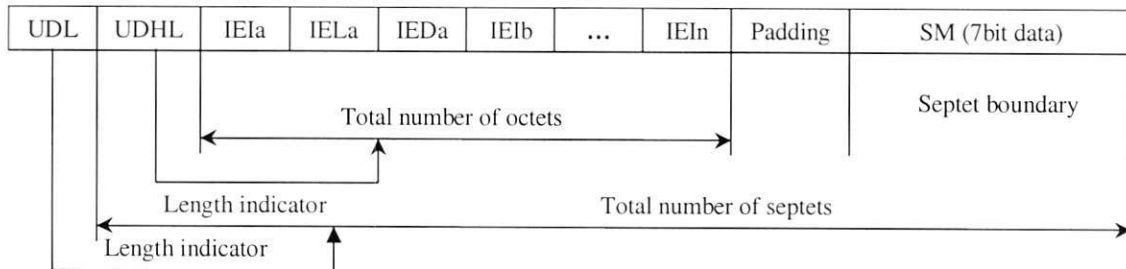 UDL UDHL IEIa IELa IEDa IEIb ... IEIn Padding SM (7bit data)
Septet boundary
Total number of octets
Length indicator
Total number of septets
Length indicator